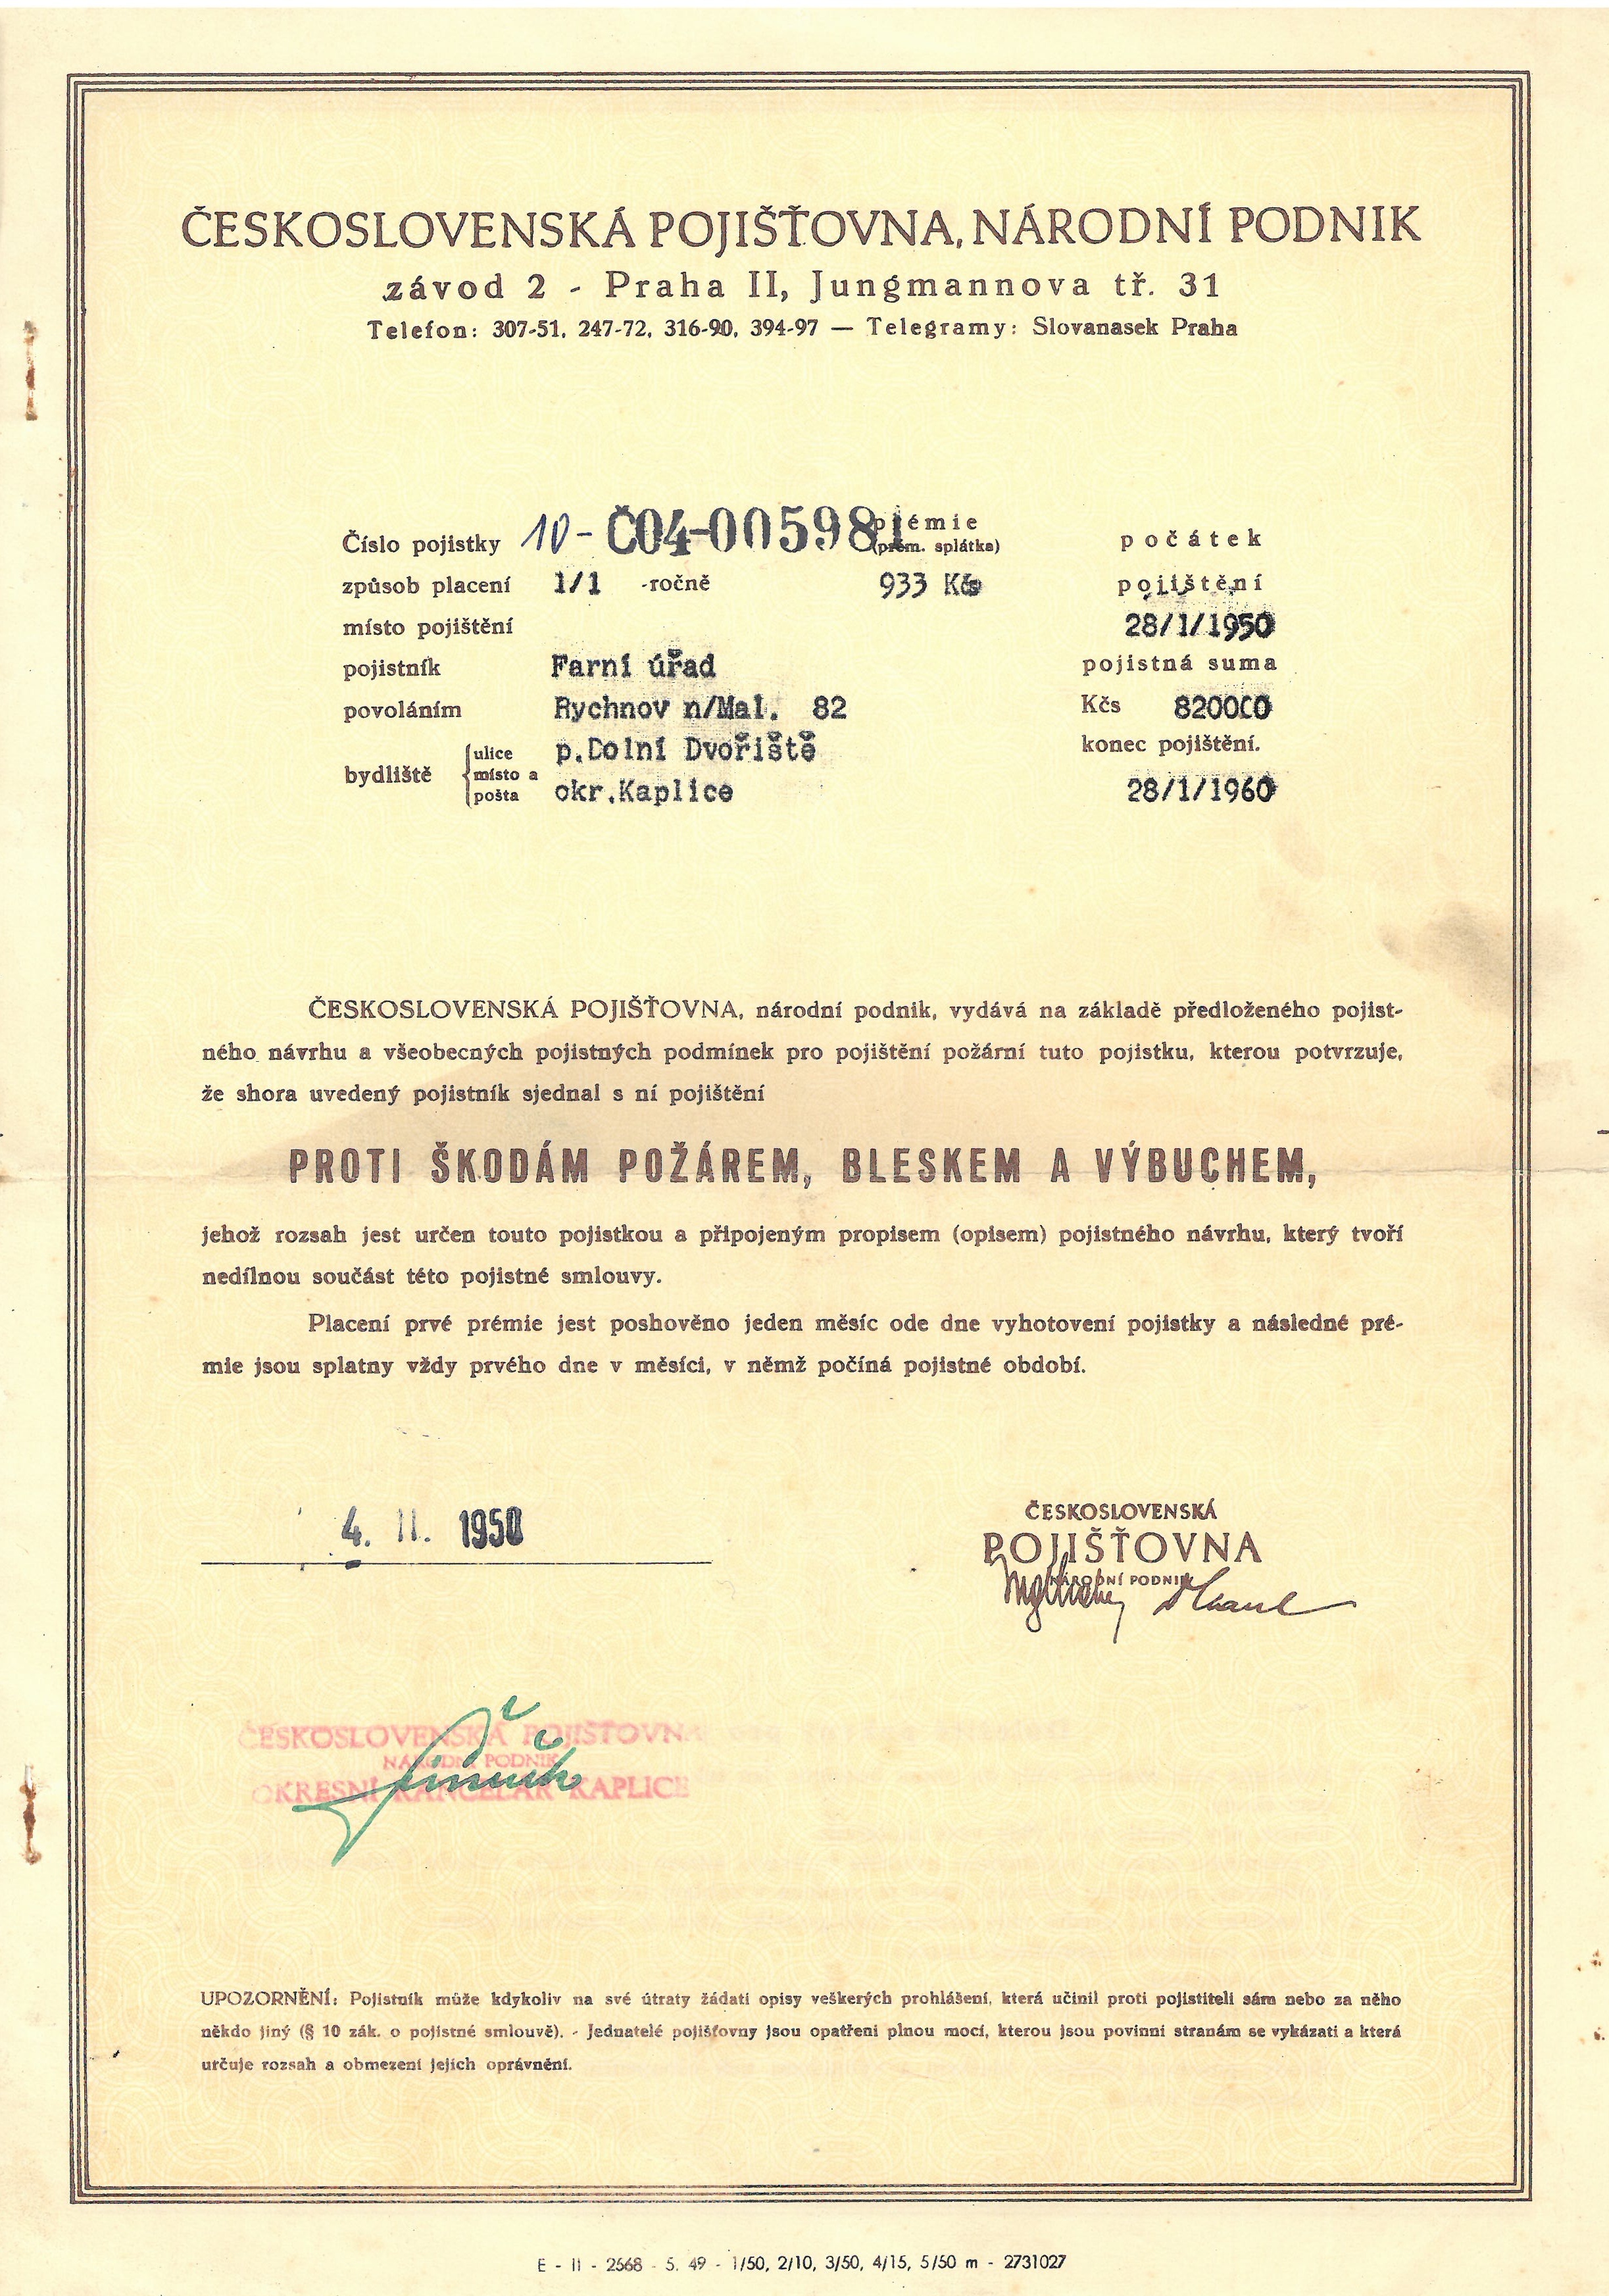 ČESKOSLOVENSKÁ POJIŠŤOVNA, NÁRODNÍ PODNIK
závod 2 - Praha II, Jungmannova tř. 31
Telefon: 307-51, 247-72, 316-90, 394-97 — Telegramy: Slovanasek Praha
Číslo pojistky 10- Č04-005981 prémie (prém. splátka) počátek
způsob placení 1/1 -ročně 933 Kčs pojištění
místo pojištění 28/1/1950
pojistník Farní úřad pojistná suma
povoláním Rychnov n/Mal. 82 Kčs 820000
bydliště ulice místo a pošta p.Dolní Dvořiště konec pojištění.
okr.Kaplice 28/1/1960
ČESKOSLOVENSKÁ POJIŠŤOVNA, národní podnik, vydává na základě předloženého pojist-
ného návrhu a všeobecných pojistných podmínek pro pojištění požární tuto pojistku, kterou potvrzuje,
že shora uvedený pojistník sjednal s ní pojištění
PROTI ŠKODÁM POŽÁREM, BLESKEM A VÝBUCHEM,
jehož rozsah jest určen touto pojistkou a připojeným propisem (opisem) pojistného návrhu, který tvoří
nedílnou součást této pojistné smlouvy.
Placení prvé prémie jest poshověno jeden měsíc ode dne vyhotovení pojistky a následné pré-
mie jsou splatny vždy prvého dne v měsíci, v němž počíná pojistné období.
4. II. 1950
ČESKOSLOVENSKÁ
POJIŠŤOVNA
NÁRODNÍ PODNIK
ČESKOSLOVENSKÁ POJIŠŤOVNA
NÁRODNÍ PODNIK
OKRESNÍ KANCELÁŘ KAPLICE
UPOZORNĚNÍ: Pojistník může kdykoliv na své útraty žádati opisy veškerých prohlášení, která učinil proti pojistiteli sám nebo za něho
někdo jiný (§ 10 zák. o pojistné smlouvě). - Jednatelé pojišťovny jsou opatřeni plnou mocí, kterou jsou povinni stranám se vykázati a která
určuje rozsah a obmezení jejich oprávnění.
E - II - 2568 - 5. 49 - 1/50, 2/10, 3/50, 4/15, 5/50 m - 2731027